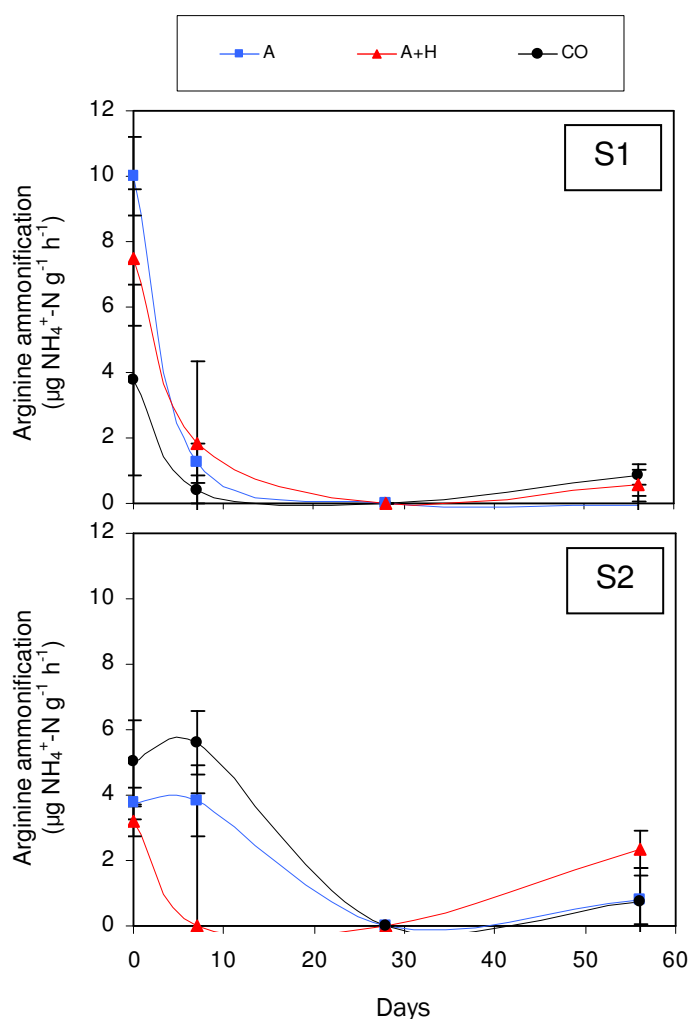 A A+H CO
12
10
8
6
4
2
0
Arginine ammonification
(µg NH₄⁺-N g⁻¹ h⁻¹)
S1
12
10
8
6
4
2
0
Arginine ammonification
(µg NH₄⁺-N g⁻¹ h⁻¹)
S2
0 10 20 30 40 50 60
Days